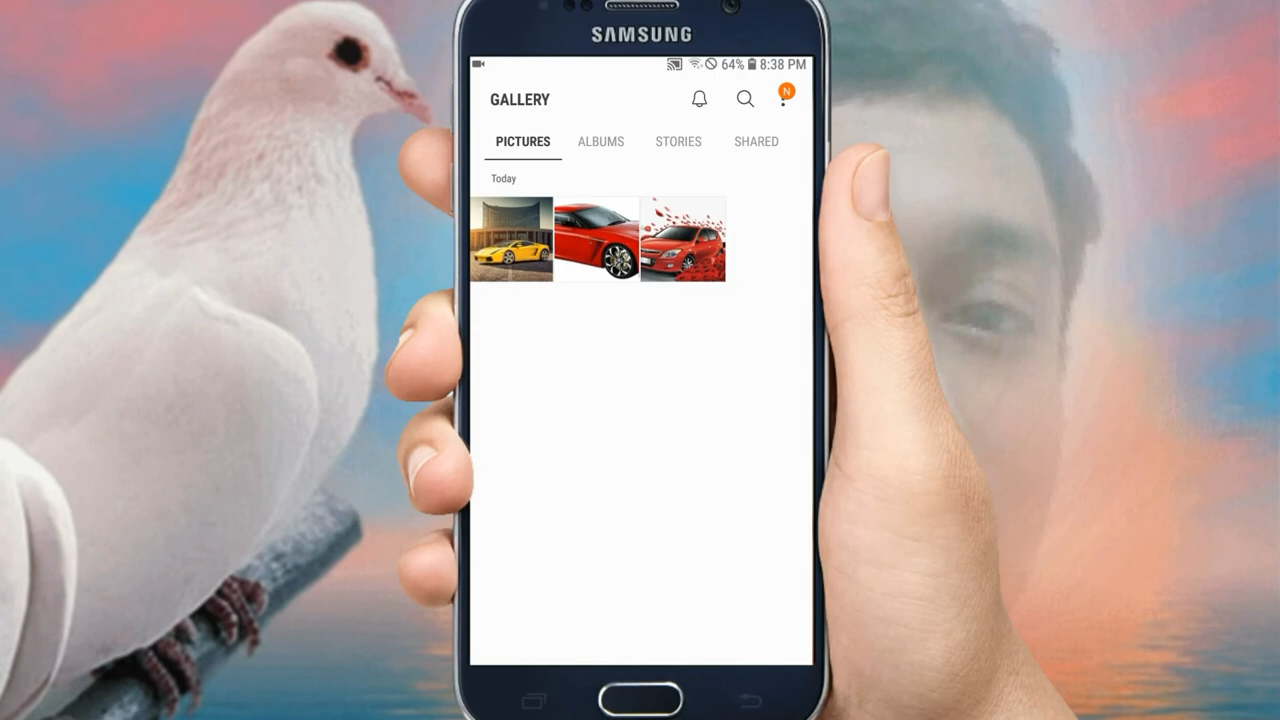 SAMSUNG
64% 8:38 PM
GALLERY
N
PICTURES ALBUMS STORIES SHARED
Today